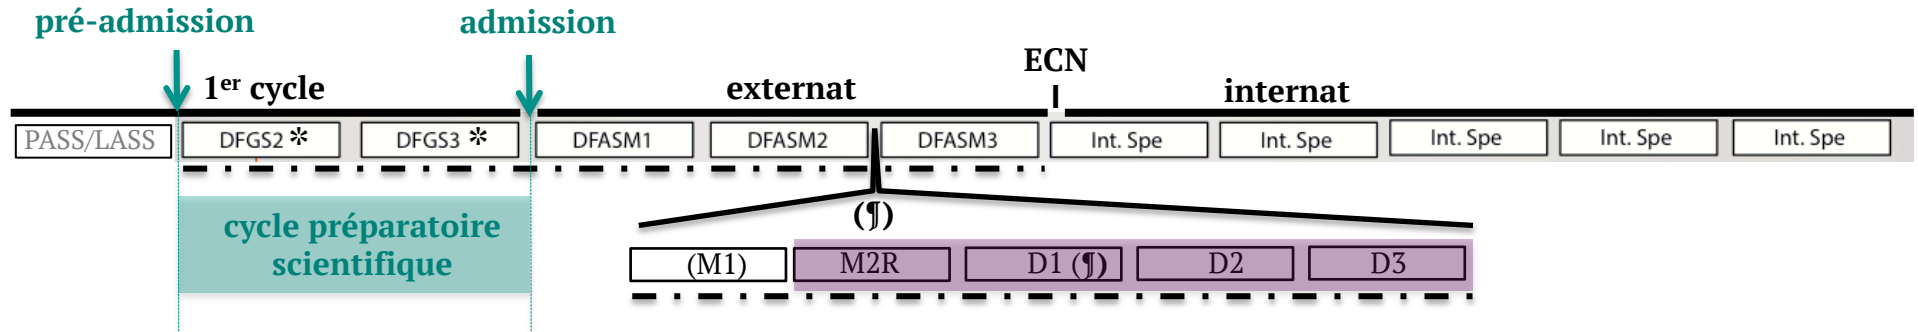 pré-admission
admission
1er cycle
externat
ECN
internat
PASS/LASS
DFGS2 *
DFGS3 *
DFASM1
DFASM2
DFASM3
Int. Spe
Int. Spe
Int. Spe
Int. Spe
Int. Spe
cycle préparatoire
scientifique
(¶)
(M1)
M2R
D1 (¶)
D2
D3